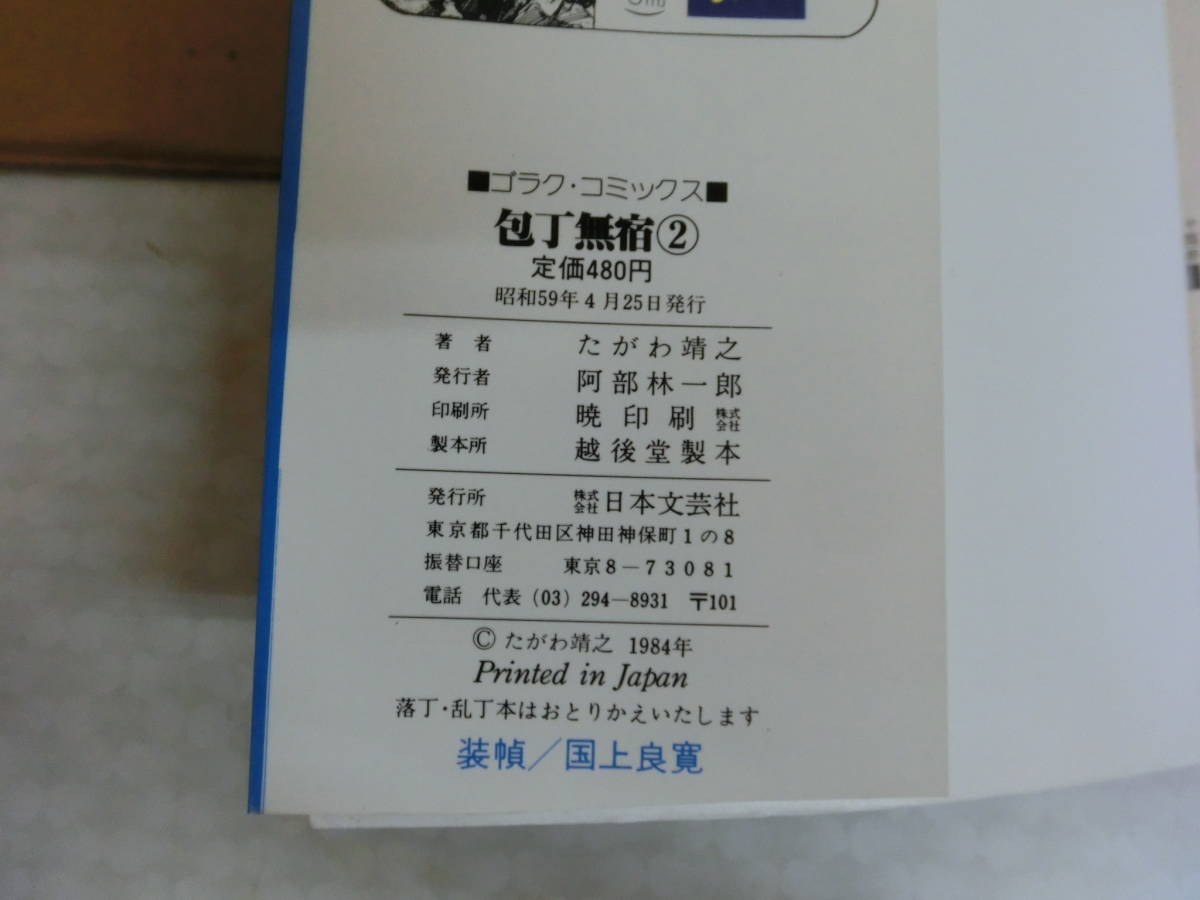 ■ゴラク・コミックス■
包丁無宿②
定価480円
昭和59年4月25日発行
著者 たがわ靖之
発行者 阿部林一郎
印刷所 暁印刷株式会社
製本所 越後堂製本
発行所 株式会社日本文芸社
東京都千代田区神田神保町1の8
振替口座 東京8-73081
電話 代表(03)294-8931 〒101
© たがわ靖之 1984年
Printed in Japan
落丁・乱丁本はおとりかえいたします
装幀/国上良寛